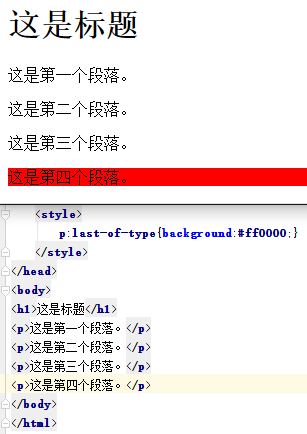 这是标题
这是第一个段落。
这是第二个段落。
这是第三个段落。
这是第四个段落。
<style>
p:last-of-type{background:#ff0000;}
</style>
</head>
<body>
<h1>这是标题</h1>
<p>这是第一个段落。</p>
<p>这是第二个段落。</p>
<p>这是第三个段落。</p>
<p>这是第四个段落。</p>
</body>
</html>